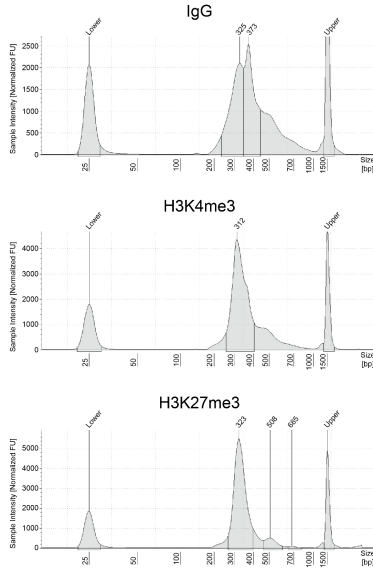 IgG
Lower
325
373
Upper
Sample Intensity [Normalized FU]
2500
2000
1500
1000
500
0
25
50
100
200
300
400
500
700
1000
1500
Size
[bp]
H3K4me3
Lower
312
Upper
Sample Intensity [Normalized FU]
4000
3000
2000
1000
0
25
50
100
200
300
400
500
700
1000
1500
Size
[bp]
H3K27me3
Lower
323
508
685
Upper
Sample Intensity [Normalized FU]
5000
4000
3000
2000
1000
0
25
50
100
200
300
400
500
700
1000
1500
Size
[bp]